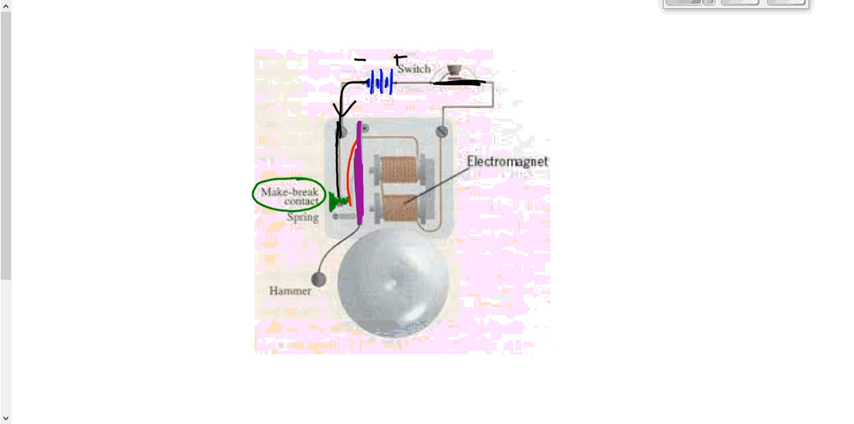 - +
Switch
Electromagnet
Make-break
contact
Spring
Hammer